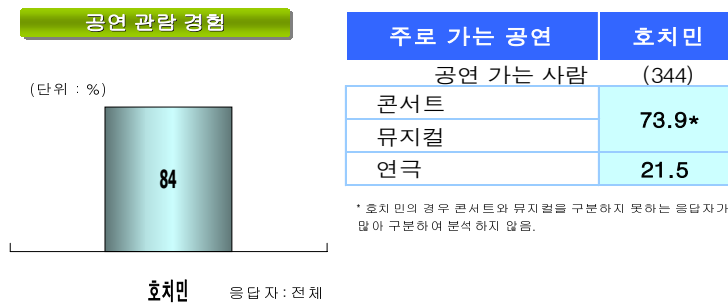 공연 관람 경험
(단위 : %)
84
호치민
응답자 : 전체
주로 가는 공연 호치민
공연 가는 사람 (344)
콘서트
뮤지컬
73.9*
연극 21.5
* 호치민의 경우 콘서트와 뮤지컬을 구분하지 못하는 응답자가
많아 구분하여 분석하지 않음.